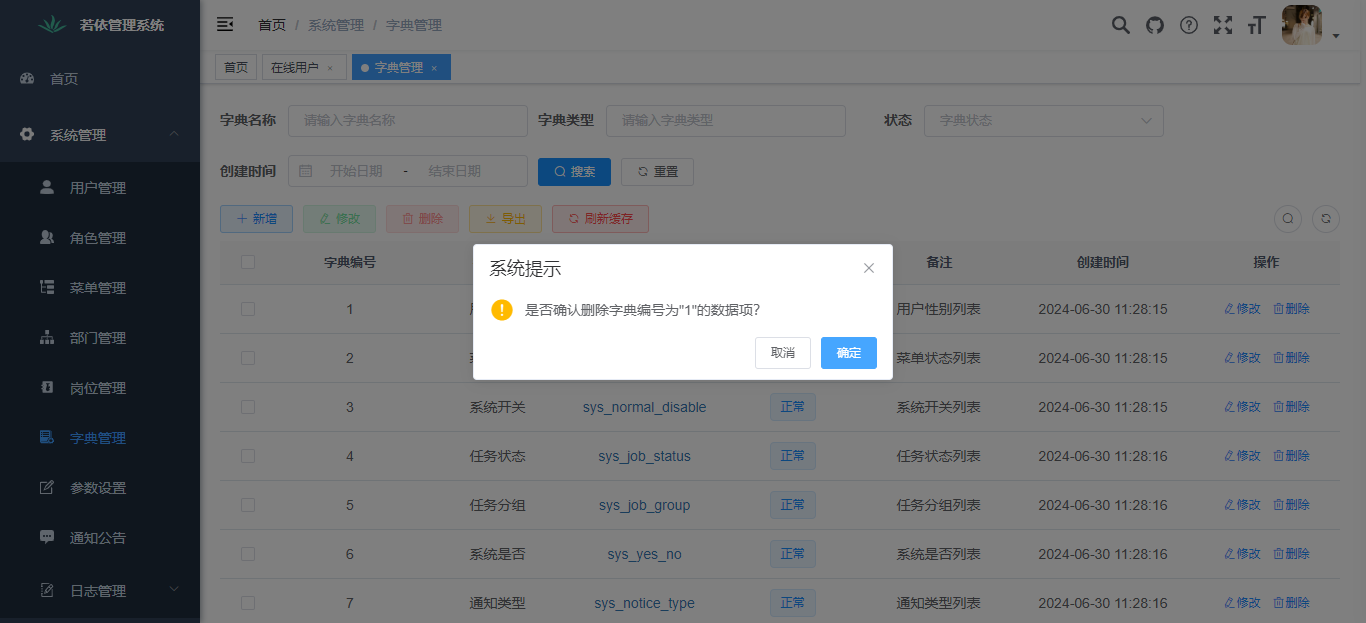 若依管理系统
首页
系统管理
用户管理
角色管理
菜单管理
部门管理
岗位管理
字典管理
参数设置
通知公告
日志管理
首页 / 系统管理 / 字典管理
首页 在线用户 × 字典管理 ×
字典名称 请输入字典名称 字典类型 请输入字典类型 状态 字典状态
创建时间 开始日期 - 结束日期 搜索 重置
新增 修改 删除 导出 刷新缓存
字典编号 备注 创建时间 操作
系统提示
是否确认删除字典编号为"1"的数据项?
取消 确定
1 用户性别列表 2024-06-30 11:28:15 修改 删除
2 菜单状态列表 2024-06-30 11:28:15 修改 删除
3 系统开关 sys_normal_disable 正常 系统开关列表 2024-06-30 11:28:15 修改 删除
4 任务状态 sys_job_status 正常 任务状态列表 2024-06-30 11:28:16 修改 删除
5 任务分组 sys_job_group 正常 任务分组列表 2024-06-30 11:28:16 修改 删除
6 系统是否 sys_yes_no 正常 系统是否列表 2024-06-30 11:28:16 修改 删除
7 通知类型 sys_notice_type 正常 通知类型列表 2024-06-30 11:28:16 修改 删除